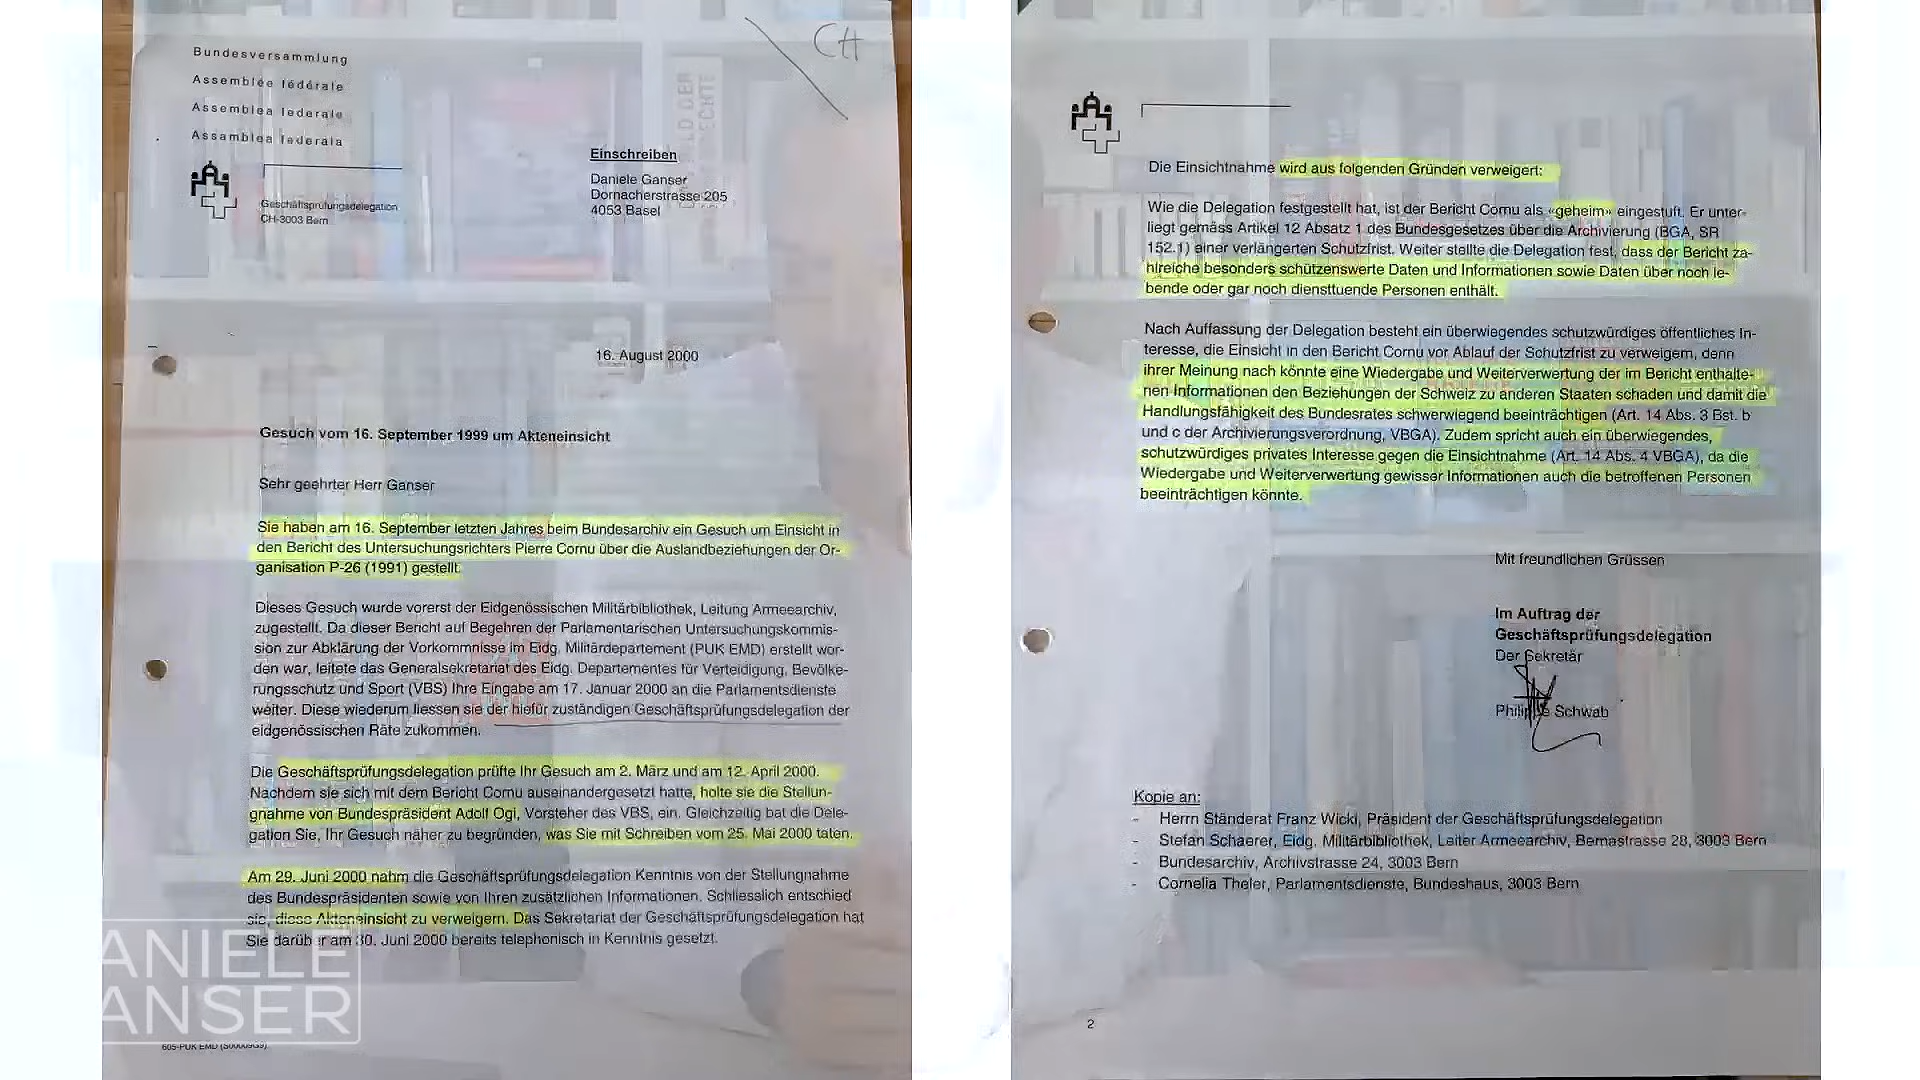 Bundesversammlung
Assemblée fédérale
Assemblea federale
Assamblea federala
CH
Geschäftsprüfungsdelegation
CH-3003 Bern
Einschreiben
Daniele Ganser
Dornacherstrasse 205
4053 Basel
16. August 2000
Gesuch vom 16. September 1999 um Akteneinsicht
Sehr geehrter Herr Ganser
Sie haben am 16. September letzten Jahres beim Bundesarchiv ein Gesuch um Einsicht in
den Bericht des Untersuchungsrichters Pierre Cornu über die Auslandbeziehungen der Or-
ganisation P-26 (1991) gestellt.
Dieses Gesuch wurde vorerst der Eidgenössischen Militärbibliothek, Leitung Armeearchiv,
zugestellt. Da dieser Bericht auf Begehren der Parlamentarischen Untersuchungskommis-
sion zur Abklärung der Vorkommnisse im Eidg. Militärdepartement (PUK EMD) erstellt wor-
den war, leitete das Generalsekretariat des Eidg. Departementes für Verteidigung, Bevölke-
rungsschutz und Sport (VBS) Ihre Eingabe am 17. Januar 2000 an die Parlamentsdienste
weiter. Diese wiederum liessen sie der hiefür zuständigen Geschäftsprüfungsdelegation der
eidgenössischen Räte zukommen.
Die Geschäftsprüfungsdelegation prüfte Ihr Gesuch am 2. März und am 12. April 2000.
Nachdem sie sich mit dem Bericht Cornu auseinandergesetzt hatte, holte sie die Stellun-
gnahme von Bundespräsident Adolf Ogi, Vorsteher des VBS, ein. Gleichzeitig bat die Dele-
gation Sie, Ihr Gesuch näher zu begründen, was Sie mit Schreiben vom 25. Mai 2000 taten.
Am 29. Juni 2000 nahm die Geschäftsprüfungsdelegation Kenntnis von der Stellungnahme
des Bundespräsidenten sowie von Ihren zusätzlichen Informationen. Schliesslich entschied
sie, diese Akteneinsicht zu verweigern. Das Sekretariat der Geschäftsprüfungsdelegation hat
Sie darüber am 30. Juni 2000 bereits telephonisch in Kenntnis gesetzt.
ANIELE
ANSER
605-PUK EMD
Die Einsichtnahme wird aus folgenden Gründen verweigert:
Wie die Delegation festgestellt hat, ist der Bericht Cornu als «geheim» eingestuft. Er unter-
liegt gemäss Artikel 12 Absatz 1 des Bundesgesetzes über die Archivierung (BGA, SR
152.1) einer verlängerten Schutzfrist. Weiter stellte die Delegation fest, dass der Bericht za-
hlreiche besonders schützenswerte Daten und Informationen sowie Daten über noch le-
bende oder gar noch diensttuende Personen enthält.
Nach Auffassung der Delegation besteht ein überwiegendes schutzwürdiges öffentliches In-
teresse, die Einsicht in den Bericht Cornu vor Ablauf der Schutzfrist zu verweigern, denn
ihrer Meinung nach könnte eine Wiedergabe und Weiterverwertung der im Bericht enthalte-
nen Informationen den Beziehungen der Schweiz zu anderen Staaten schaden und damit die
Handlungsfähigkeit des Bundesrates schwerwiegend beeinträchtigen (Art. 14 Abs. 3 Bst. b
und c der Archivierungsverordnung, VBGA). Zudem spricht auch ein überwiegendes,
schutzwürdiges privates Interesse gegen die Einsichtnahme (Art. 14 Abs. 4 VBGA), da die
Wiedergabe und Weiterverwertung gewisser Informationen auch die betroffenen Personen
beeinträchtigen könnte.
Mit freundlichen Grüssen
Im Auftrag der
Geschäftsprüfungsdelegation
Der Sekretär
Philippe Schwab
Kopie an:
- Herrn Ständerat Franz Wicki, Präsident der Geschäftsprüfungsdelegation
- Stefan Schaerer, Eidg. Militärbibliothek, Leiter Armeearchiv, Bernastrasse 28, 3003 Bern
- Bundesarchiv, Archivstrasse 24, 3003 Bern
- Cornelia Theler, Parlamentsdienste, Bundeshaus, 3003 Bern
2